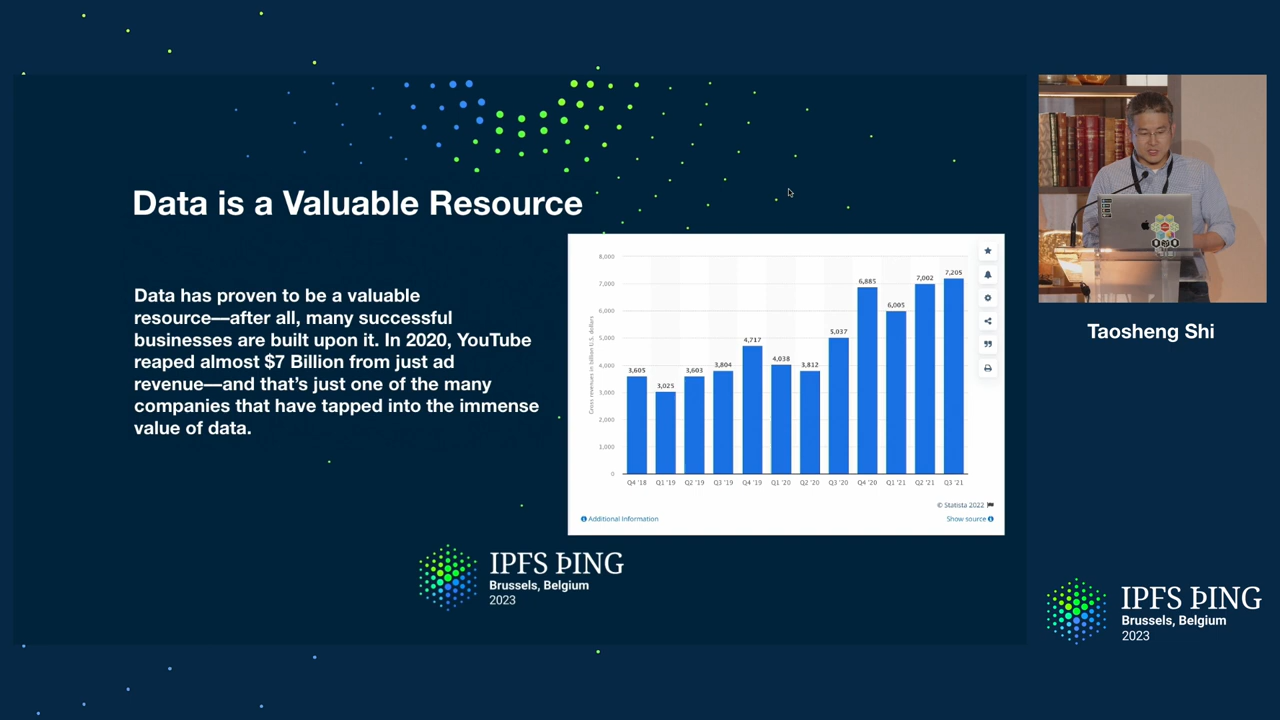 Data is a Valuable Resource
Data has proven to be a valuable
resource—after all, many successful
businesses are built upon it. In 2020, YouTube
reaped almost $7 Billion from just ad
revenue—and that's just one of the many
companies that have tapped into the immense
value of data.
Gross revenues in billion U.S. dollars
8,000
7,000
6,000
5,000
4,000
3,000
2,000
1,000
0
3,605
3,025
3,603
3,804
4,717
4,038
3,812
5,037
6,885
6,005
7,002
7,205
Q4 '18
Q1 '19
Q2 '19
Q3 '19
Q4 '19
Q1 '20
Q2 '20
Q3 '20
Q4 '20
Q1 '21
Q2 '21
Q3 '21
© Statista 2022
Additional Information
Show source
IPFS ÞING
Brussels, Belgium
2023
Taosheng Shi
IPFS ÞING
Brussels, Belgium
2023